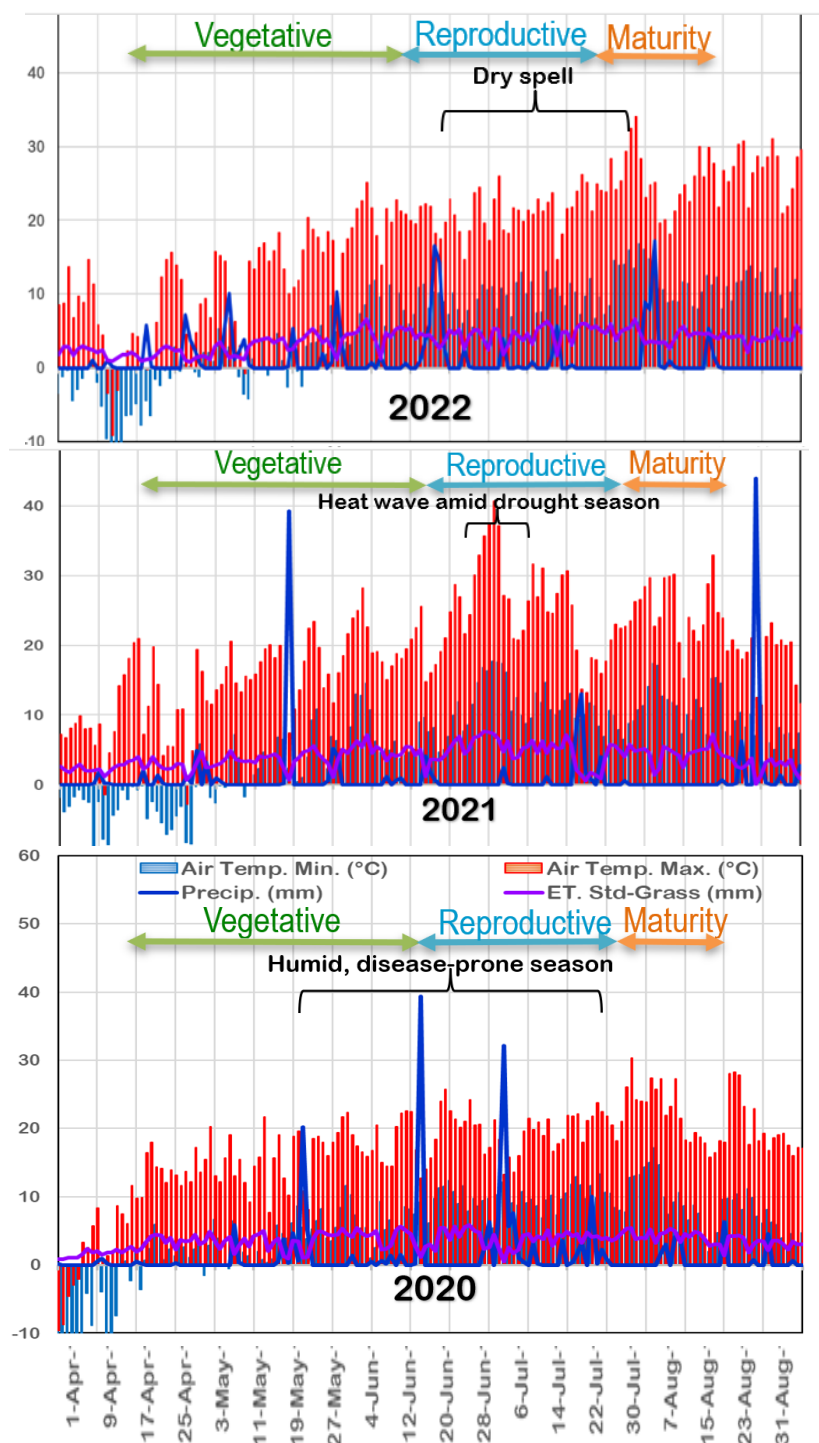 Vegetative Reproductive Maturity
40
Dry spell
30
20
10
0
2022
-10
Vegetative Reproductive Maturity
40
Heat wave amid drought season
30
20
10
0
2021
60
Air Temp. Min. (°C) Air Temp. Max. (°C)
Precip. (mm) ET. Std-Grass (mm)
50
Vegetative Reproductive Maturity
Humid, disease-prone season
40
30
20
10
0
2020
-10
1-Apr-'
9-Apr-'
17-Apr-'
25-Apr-'
3-May-'
11-May-'
19-May-'
27-May-'
4-Jun-'
12-Jun-'
20-Jun-'
28-Jun-'
6-Jul-'
14-Jul-'
22-Jul-'
30-Jul-'
7-Aug-'
15-Aug-'
23-Aug-'
31-Aug-'